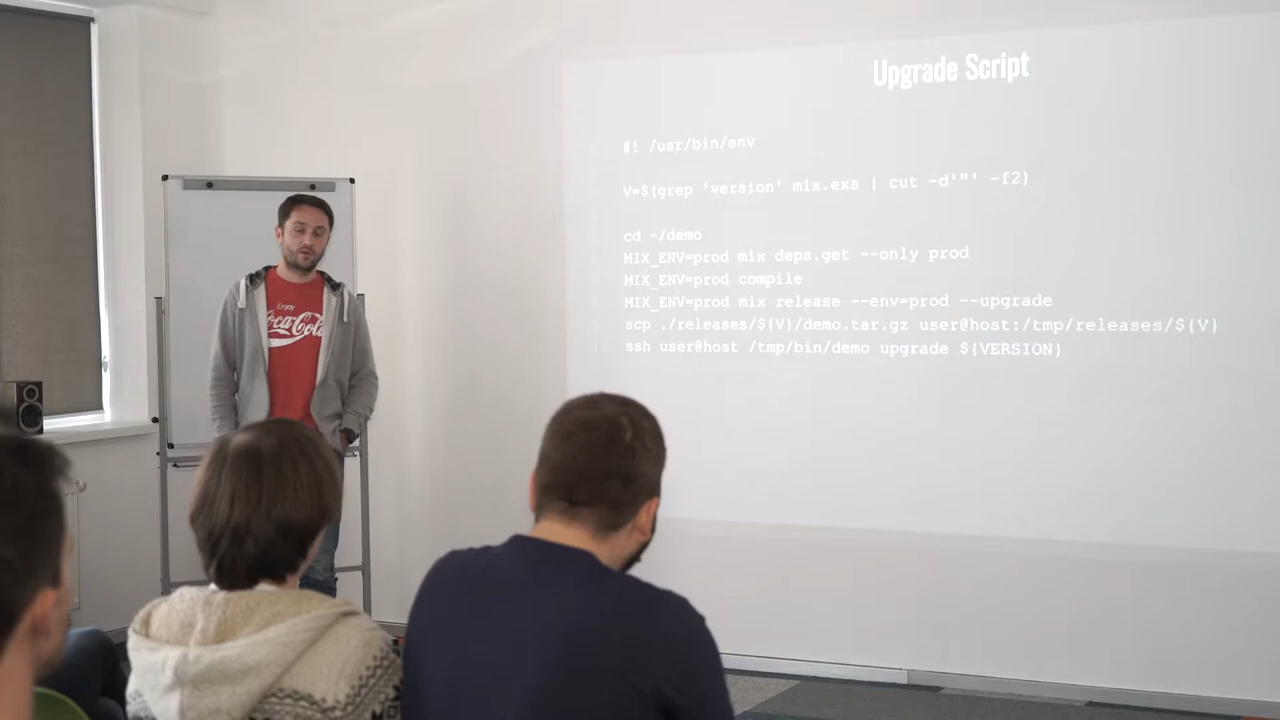 Upgrade Script
#! /usr/bin/env
V=$(grep 'version' mix.exs | cut -d'"' -f2)
cd ~/demo
MIX_ENV=prod mix deps.get --only prod
MIX_ENV=prod compile
MIX_ENV=prod mix release --env=prod --upgrade
scp ./releases/${V}/demo.tar.gz user@host:/tmp/releases/${V}
ssh user@host /tmp/bin/demo upgrade ${VERSION}
Enjoy
Coca-Cola